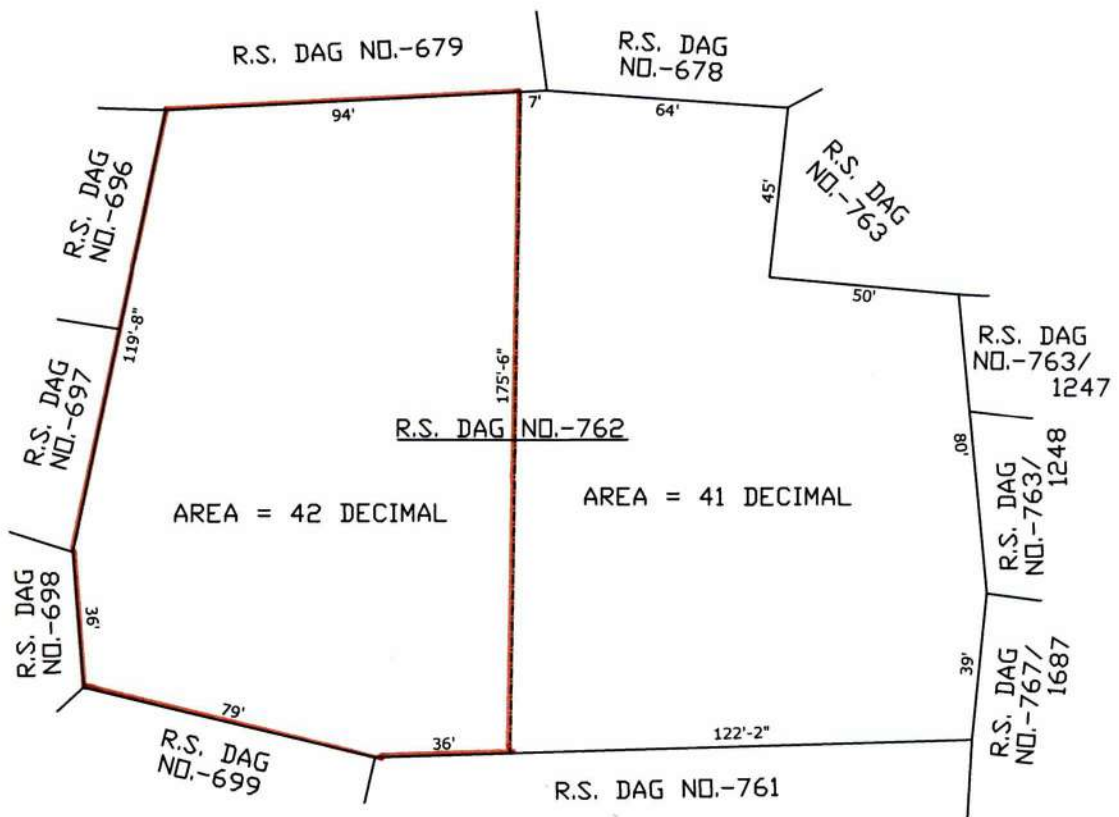 R.S. DAG NO.-679
R.S. DAG
NO.-678
94'
7'
64'
R.S. DAG
NO.-696
45'
R.S. DAG
NO.-763
50'
119'-8"
R.S. DAG
NO.-697
175'-6"
R.S. DAG
NO.-763/
1247
R.S. DAG NO.-762
80'
R.S. DAG
NO.-763/
1248
AREA = 42 DECIMAL
AREA = 41 DECIMAL
R.S. DAG
NO.-698
36'
39'
R.S. DAG
NO.-767/
1687
79'
36'
122'-2"
R.S. DAG
NO.-699
R.S. DAG NO.-761